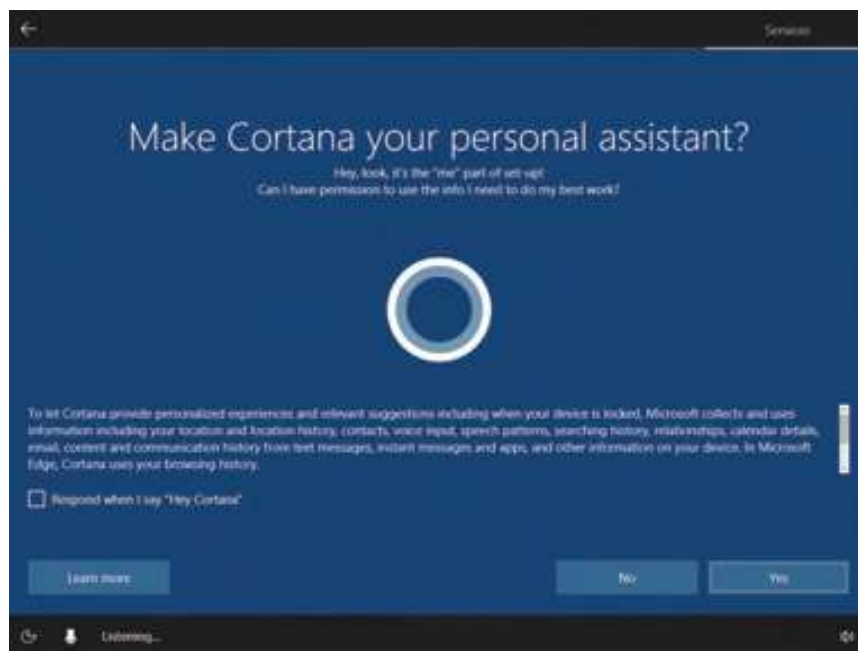 Services
Make Cortana your personal assistant?
Hey, look, it's the "me" part of set-up!
Can I have permission to use the info I need to do my best work?
To let Cortana provide personalized experiences and relevant suggestions including when your device is locked, Microsoft collects and uses
information including your location and location history, contacts, voice input, speech patterns, searching history, relationships, calendar details,
email, content and communication history from text messages, instant messages and apps, and other information on your device. In Microsoft
Edge, Cortana uses your browsing history.
Respond when I say "Hey Cortana"
Learn more
No
Yes
Listening...